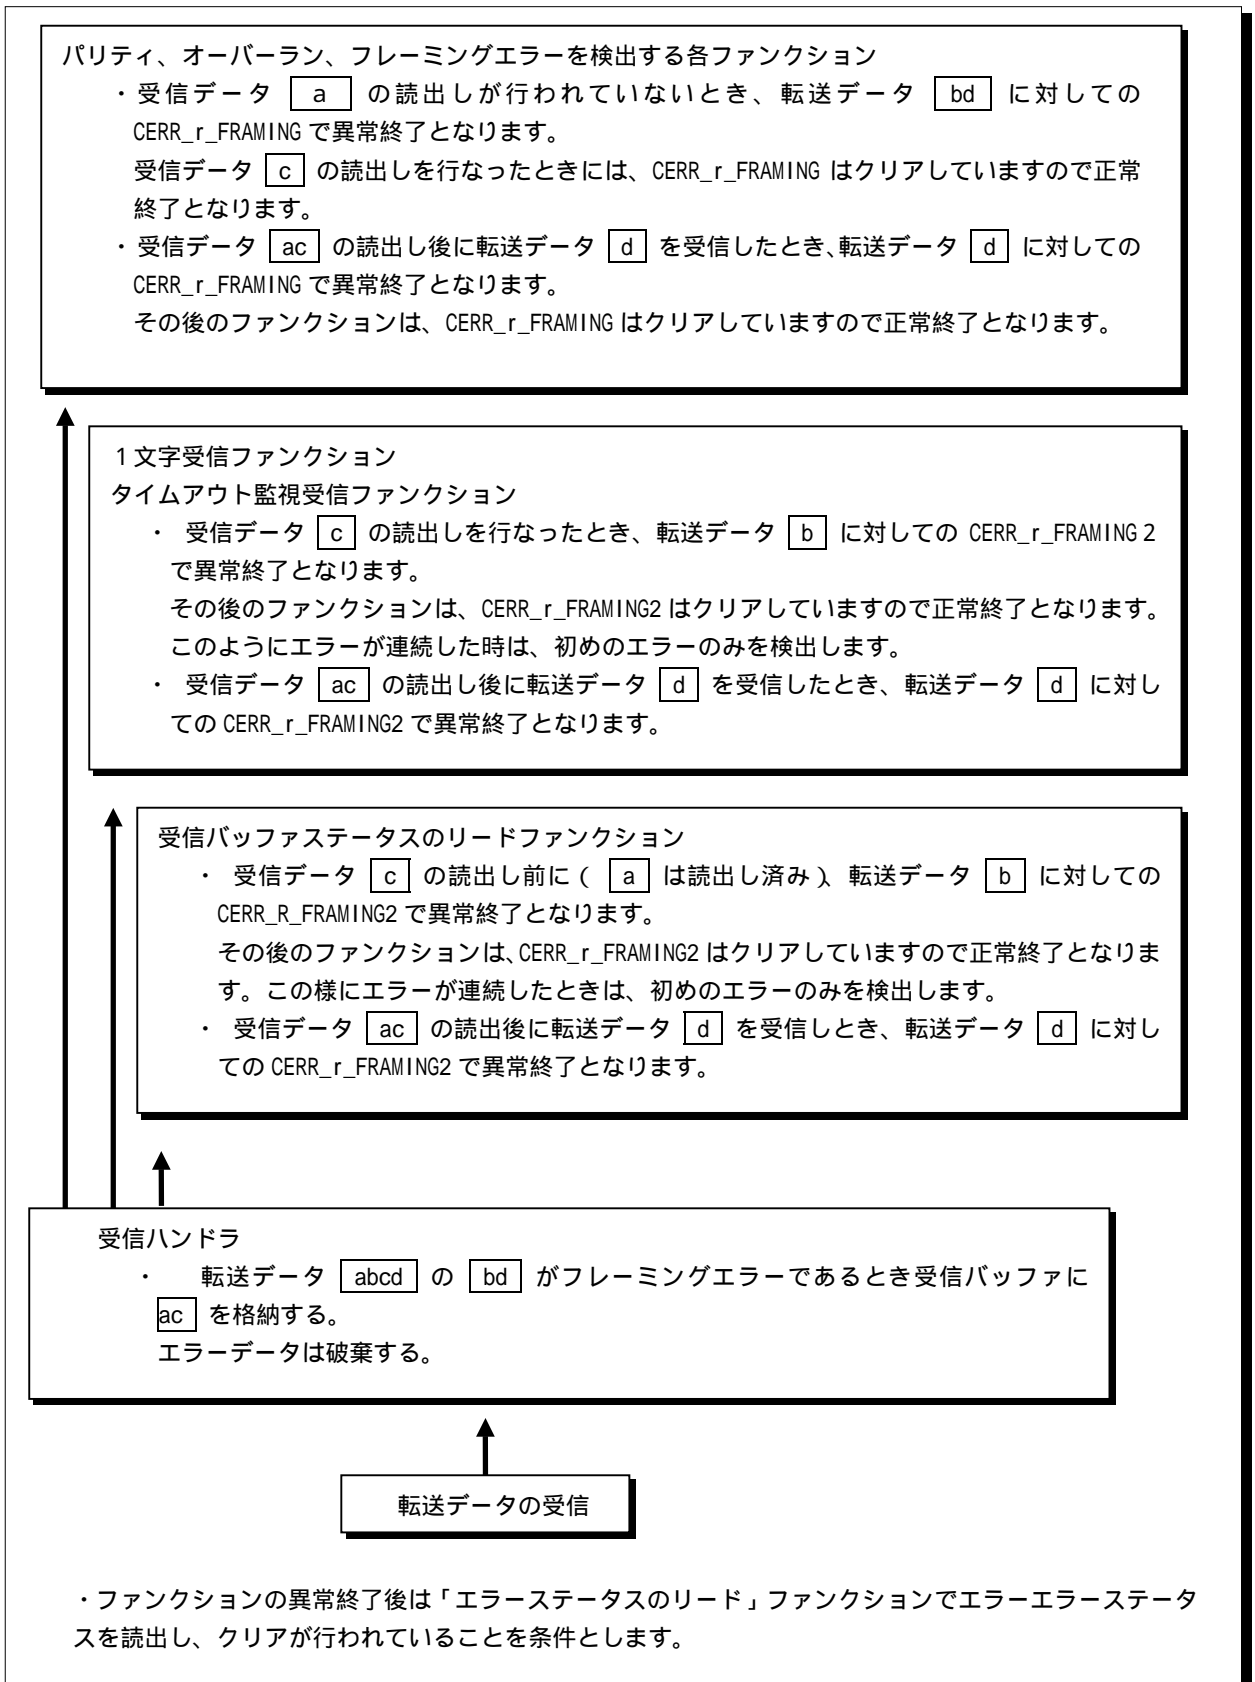 パリティ、オーバーラン、フレーミングエラーを検出する各ファンクション
・受信データ a の読出しが行われていないとき、転送データ bd に対しての
CERR_r_FRAMING で異常終了となります。
受信データ c の読出しを行なったときには、CERR_r_FRAMING はクリアしていますので正常
終了となります。
・受信データ ac の読出し後に転送データ d を受信したとき、転送データ d に対しての
CERR_r_FRAMING で異常終了となります。
その後のファンクションは、CERR_r_FRAMING はクリアしていますので正常終了となります。
1文字受信ファンクション
タイムアウト監視受信ファンクション
・ 受信データ c の読出しを行なったとき、転送データ b に対しての CERR_r_FRAMING2
で異常終了となります。
その後のファンクションは、CERR_r_FRAMING2 はクリアしていますので正常終了となります。
このようにエラーが連続した時は、初めのエラーのみを検出します。
・ 受信データ ac の読出し後に転送データ d を受信したとき、転送データ d に対し
ての CERR_r_FRAMING2 で異常終了となります。
受信バッファステータスのリードファンクション
・ 受信データ c の読出し前に( a は読出し済み)、転送データ b に対しての
CERR_R_FRAMING2 で異常終了となります。
その後のファンクションは、CERR_r_FRAMING2 はクリアしていますので正常終了となりま
す。この様にエラーが連続したときは、初めのエラーのみを検出します。
・ 受信データ ac の読出後に転送データ d を受信しとき、転送データ d に対し
ての CERR_r_FRAMING2 で異常終了となります。
受信ハンドラ
・ 転送データ abcd の bd がフレーミングエラーであるとき受信バッファに
ac を格納する。
エラーデータは破棄する。
転送データの受信
・ファンクションの異常終了後は「エラーステータスのリード」ファンクションでエラーエラーステータ
スを読出し、クリアが行われていることを条件とします。